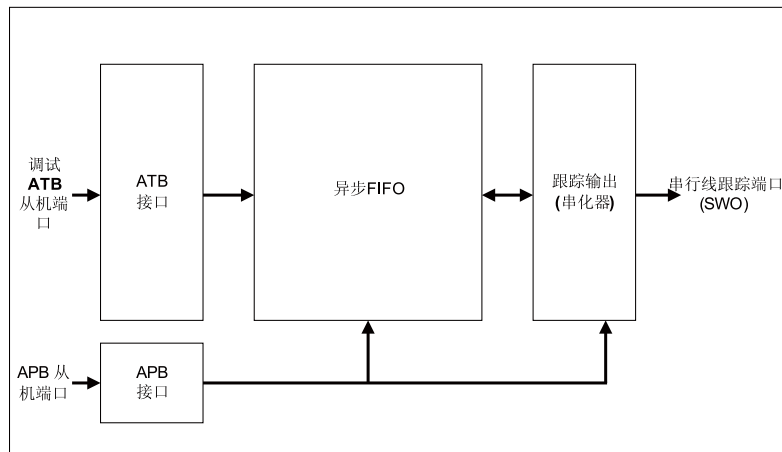 调试
ATB
从机端
口
ATB
接口
异步FIFO
跟踪输出
(串化器)
串行线跟踪端口
(SWO)
APB 从
机端口
APB
接口